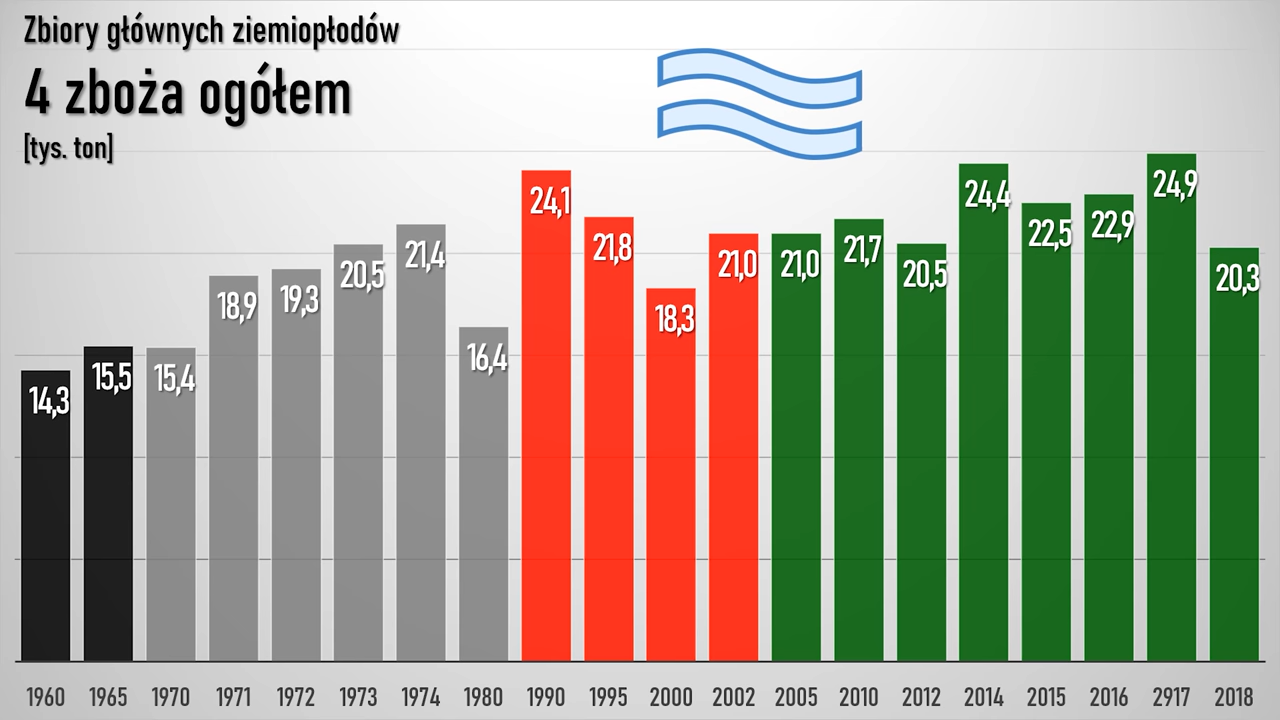 Zbiory głównych ziemiopłodów
4 zboża ogółem
[tys. ton]
14,3 15,5 15,4 18,9 19,3 20,5 21,4 16,4 24,1 21,8 18,3 21,0 21,0 21,7 20,5 24,4 22,5 22,9 24,9 20,3
1960 1965 1970 1971 1972 1973 1974 1980 1990 1995 2000 2002 2005 2010 2012 2014 2015 2016 2917 2018